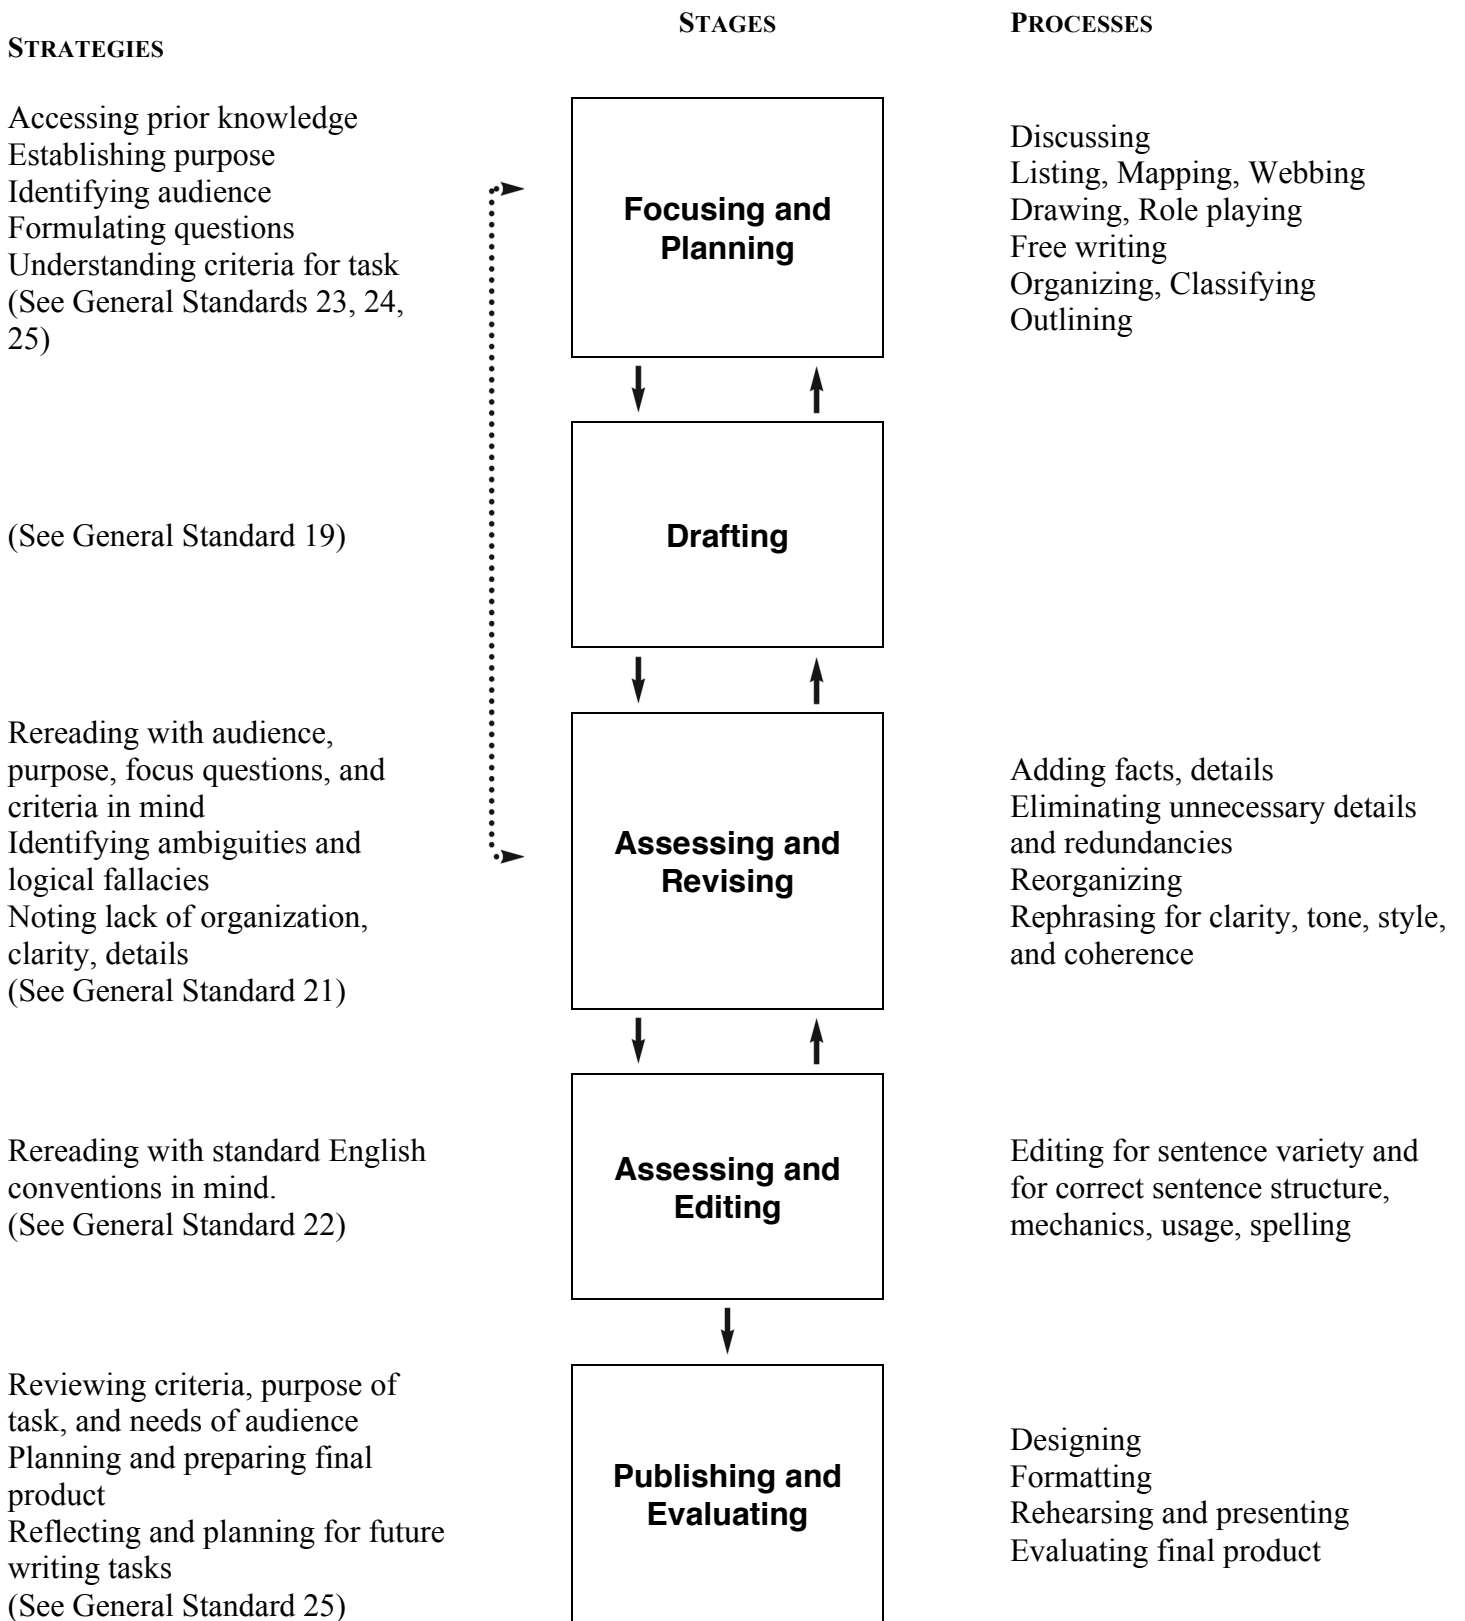 STAGES
PROCESSES
STRATEGIES
Accessing prior knowledge
Establishing purpose
Identifying audience
Formulating questions
Understanding criteria for task
(See General Standards 23, 24,
25)
Focusing and
Planning
Discussing
Listing, Mapping, Webbing
Drawing, Role playing
Free writing
Organizing, Classifying
Outlining
(See General Standard 19)
Drafting
Rereading with audience,
purpose, focus questions, and
criteria in mind
Identifying ambiguities and
logical fallacies
Noting lack of organization,
clarity, details
(See General Standard 21)
Assessing and
Revising
Adding facts, details
Eliminating unnecessary details
and redundancies
Reorganizing
Rephrasing for clarity, tone, style,
and coherence
Rereading with standard English
conventions in mind.
(See General Standard 22)
Assessing and
Editing
Editing for sentence variety and
for correct sentence structure,
mechanics, usage, spelling
Reviewing criteria, purpose of
task, and needs of audience
Planning and preparing final
product
Reflecting and planning for future
writing tasks
(See General Standard 25)
Publishing and
Evaluating
Designing
Formatting
Rehearsing and presenting
Evaluating final product